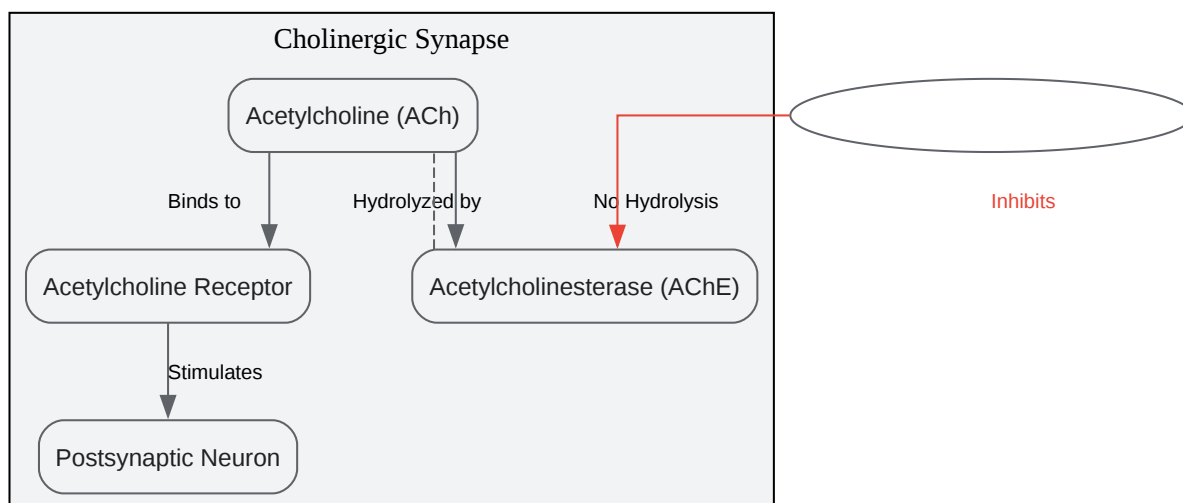 Cholinergic Synapse
Acetylcholine (ACh)
Binds to
Hydrolyzed by
No Hydrolysis
Inhibits
Acetylcholine Receptor
Acetylcholinesterase (AChE)
Stimulates
Postsynaptic Neuron